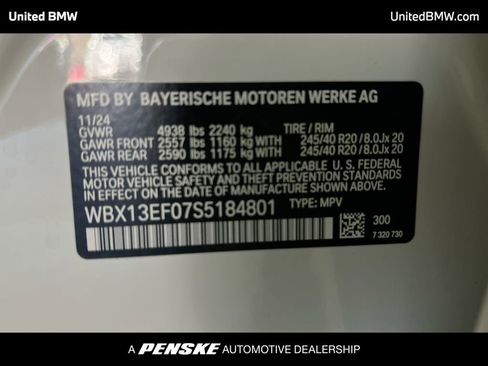 United BMW
UnitedBMW.com
MFD BY BAYERISCHE MOTOREN WERKE AG
11/24
GVWR 4938 lbs 2240 kg TIRE / RIM
GAWR FRONT 2557 lbs 1160 kg WITH 245/40 R20 / 8.0Jx 20
GAWR REAR 2590 lbs 1175 kg WITH 245/40 R20 / 8.0Jx 20
THIS VEHICLE CONFORMS TO ALL APPLICABLE U. S. FEDERAL
MOTOR VEHICLE SAFETY, BUMPER, AND THEFT PREVENTION STANDARDS
IN EFFECT ON THE DATE OF MANUFACTURE SHOWN ABOVE.
WBX13EF07S5184801 TYPE: MPV
300
7 320 730
A PENSKE AUTOMOTIVE DEALERSHIP